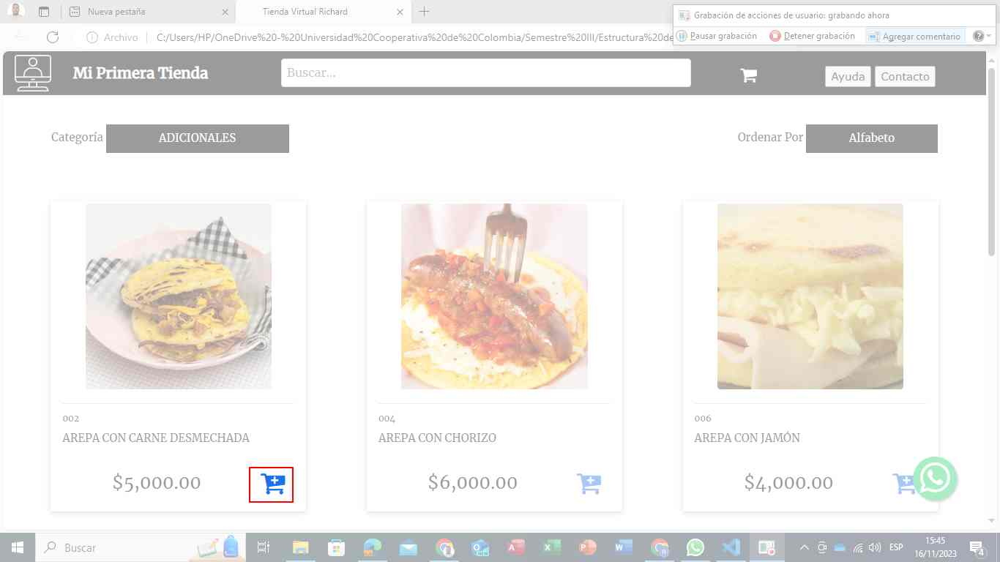 Nueva pestaña
Tienda Virtual Richard
Grabación de acciones de usuario: grabando ahora
Pausar grabación
Detener grabación
Agregar comentario
Archivo
C:/Users/HP/OneDrive%20-%20Universidad%20Cooperativa%20de%20Colombia/Semestre%20III/Estructura%20de
Mi Primera Tienda
Buscar...
Ayuda
Contacto
Categoría
ADICIONALES
Ordenar Por
Alfabeto
002
AREPA CON CARNE DESMECHADA
$5,000.00
004
AREPA CON CHORIZO
$6,000.00
006
AREPA CON JAMÓN
$4,000.00
Buscar
ESP
15:45
16/11/2023
4